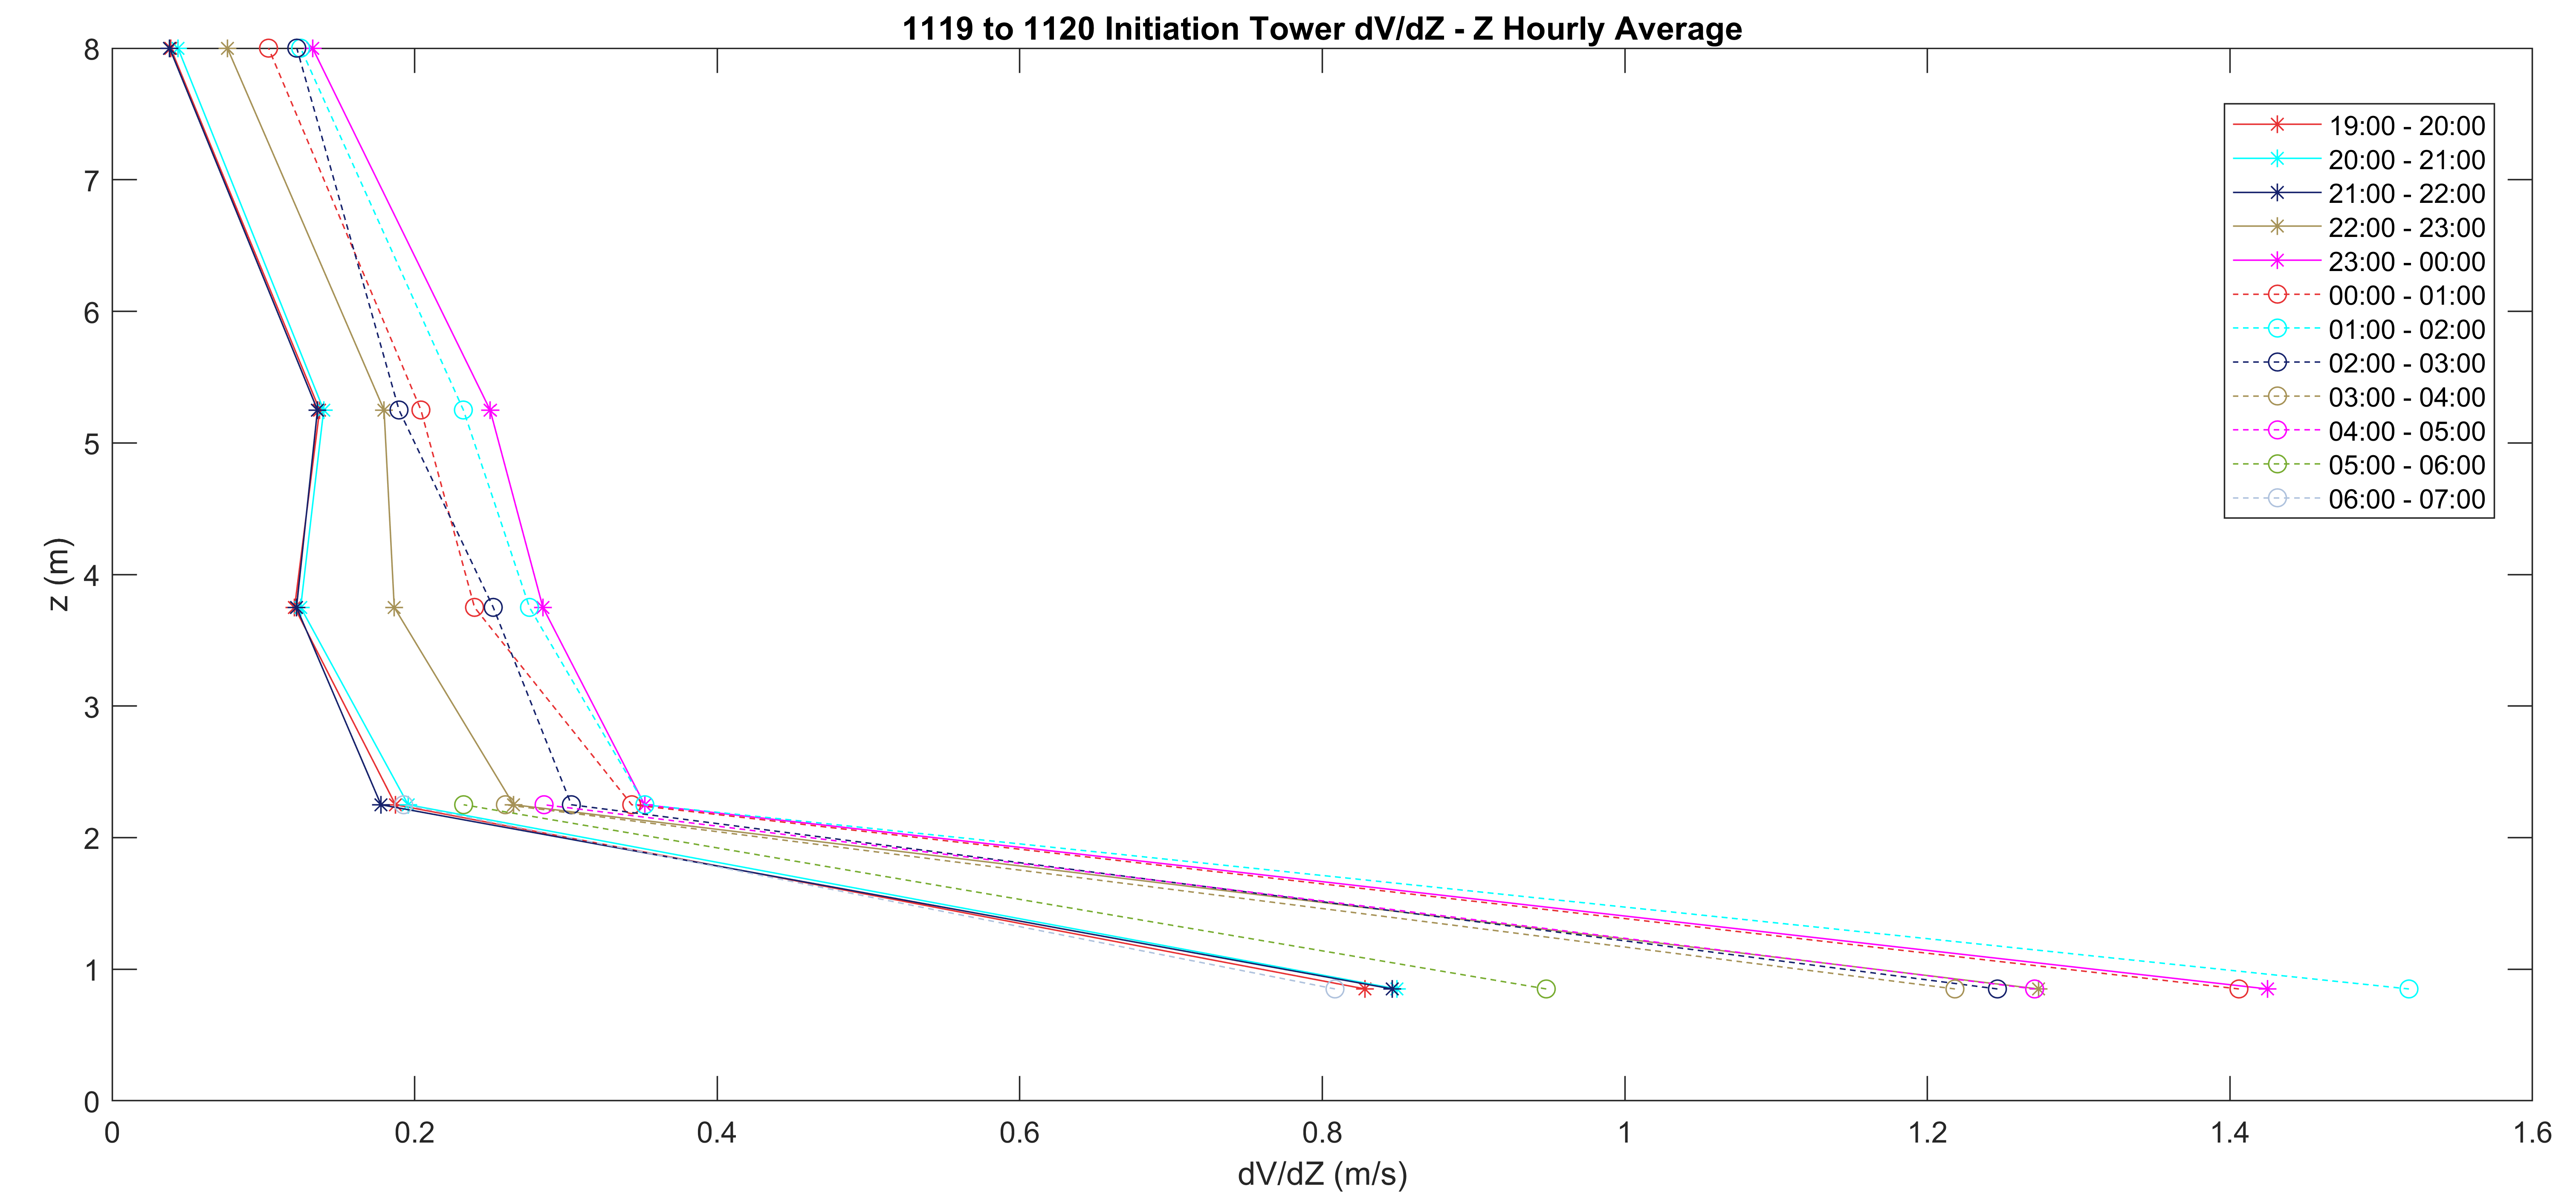 1119 to 1120 Initiation Tower dV/dZ - Z Hourly Average
8
7
6
5
4
3
2
1
0
z (m)
19:00 - 20:00
20:00 - 21:00
21:00 - 22:00
22:00 - 23:00
23:00 - 00:00
00:00 - 01:00
01:00 - 02:00
02:00 - 03:00
03:00 - 04:00
04:00 - 05:00
05:00 - 06:00
06:00 - 07:00
0 0.2 0.4 0.6 0.8 1 1.2 1.4 1.6
dV/dZ (m/s)